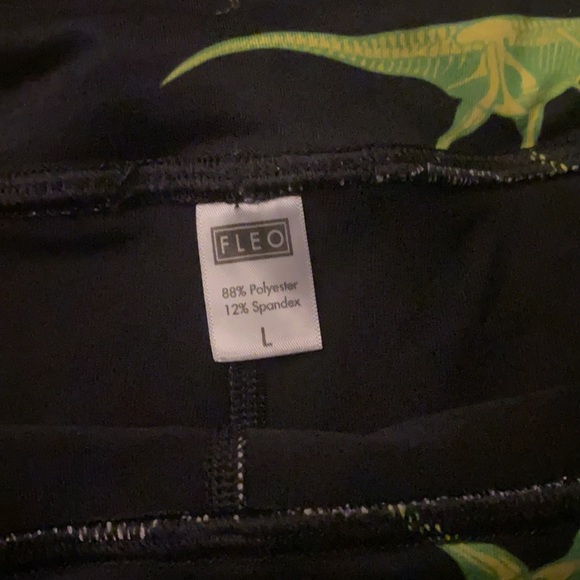 FLEO
88% Polyester
12% Spandex
L